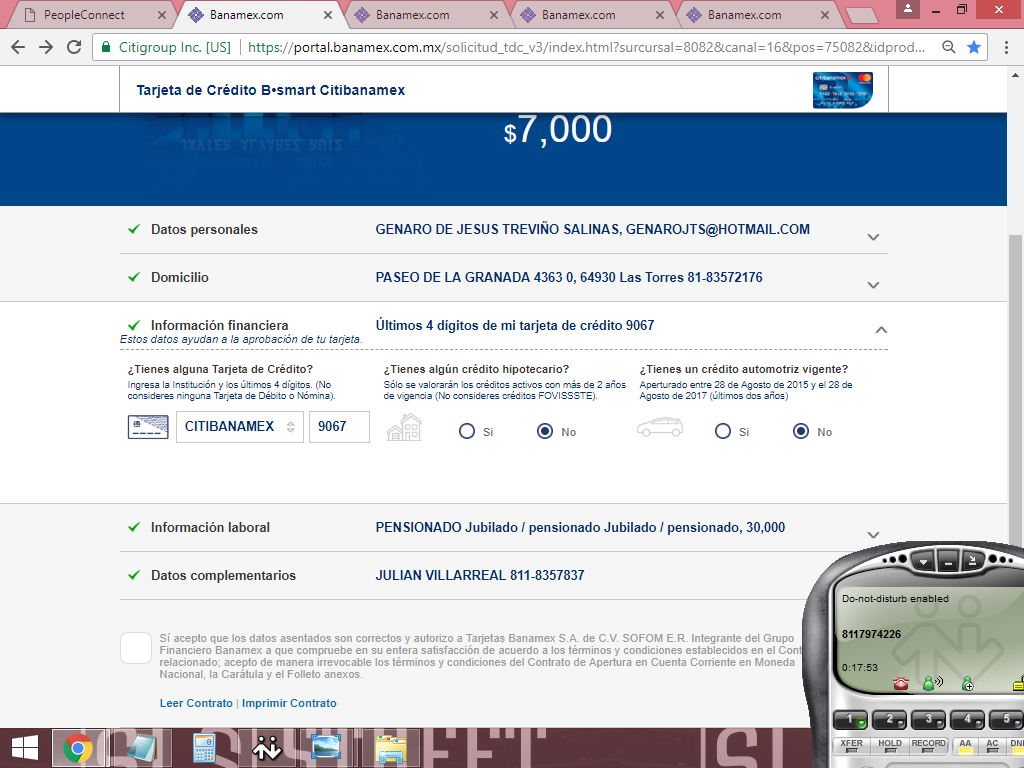 PeopleConnect
Banamex.com
Banamex.com
Banamex.com
Banamex.com
Citigroup Inc. [US]
https://portal.banamex.com.mx/solicitud_tdc_v3/index.html?surcursal=8082&canal=16&pos=75082&idprod...
Tarjeta de Crédito B•smart Citibanamex
citibanamex
$7,000
Datos personales
GENARO DE JESUS TREVIÑO SALINAS, GENAROJTS@HOTMAIL.COM
Domicilio
PASEO DE LA GRANADA 4363 0, 64930 Las Torres 81-83572176
Información financiera
Últimos 4 dígitos de mi tarjeta de crédito 9067
Estos datos ayudan a la aprobación de tu tarjeta.
¿Tienes alguna Tarjeta de Crédito?
Ingresa la Institución y los últimos 4 dígitos. (No
consideres ninguna Tarjeta de Débito o Nómina).
CITIBANAMEX
9067
¿Tienes algún crédito hipotecario?
Sólo se valorarán los créditos activos con más de 2 años
de vigencia (No consideres créditos FOVISSSTE).
Si
No
¿Tienes un crédito automotriz vigente?
Aperturado entre 28 de Agosto de 2015 y el 28 de
Agosto de 2017 (últimos dos años)
Si
No
Información laboral
PENSIONADO Jubilado / pensionado Jubilado / pensionado, 30,000
Datos complementarios
JULIAN VILLARREAL 811-8357837
Sí acepto que los datos asentados son correctos y autorizo a Tarjetas Banamex S.A. de C.V. SOFOM E.R. Integrante del Grupo
Financiero Banamex a que compruebe en su entera satisfacción de acuerdo a los términos y condiciones establecidos en el Cont
relacionado; acepto de manera irrevocable los términos y condiciones del Contrato de Apertura en Cuenta Corriente en Moneda
Nacional, la Carátula y el Folleto anexos.
Leer Contrato | Imprimir Contrato
Do-not-disturb enabled
8117974226
0:17:53
1
2
3
4
5
XFER
HOLD
RECORD
AA
AC
DN